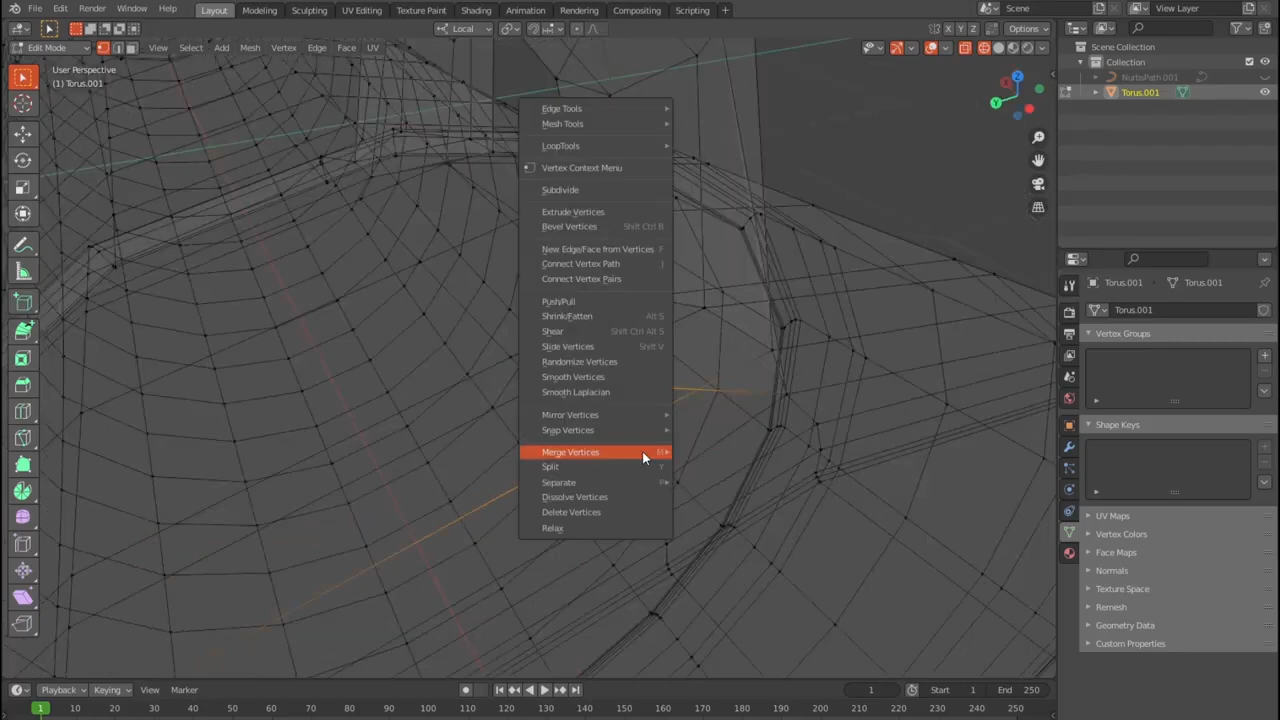 File Edit Render Window Help Layout Modeling Sculpting UV Editing Texture Paint Shading Animation Rendering Compositing Scripting + Scene View Layer
Local X Y Z Options
Edit Mode View Select Add Mesh Vertex Edge Face UV
User Perspective
(1) Torus.001
Z
Y
Edge Tools
Mesh Tools
LoopTools
Vertex Context Menu
Subdivide
Extrude Vertices
Bevel Vertices Shift Ctrl B
New Edge/Face from Vertices F
Connect Vertex Path J
Connect Vertex Pairs
Push/Pull
Shrink/Fatten Alt S
Shear Shift Ctrl Alt S
Slide Vertices Shift V
Randomize Vertices
Smooth Vertices
Smooth Laplacian
Mirror Vertices
Snap Vertices
Merge Vertices M
Split Y
Separate P
Dissolve Vertices
Delete Vertices
Relax
Scene Collection
Collection
NurbsPath.001
Torus.001
Torus.001 Torus.001
Torus.001
Vertex Groups
Shape Keys
UV Maps
Vertex Colors
Face Maps
Normals
Texture Space
Remesh
Geometry Data
Custom Properties
Playback Keying View Marker 1 Start 1 End 250
1 10 20 30 40 50 60 70 80 90 100 110 120 130 140 150 160 170 180 190 200 210 220 230 240 250